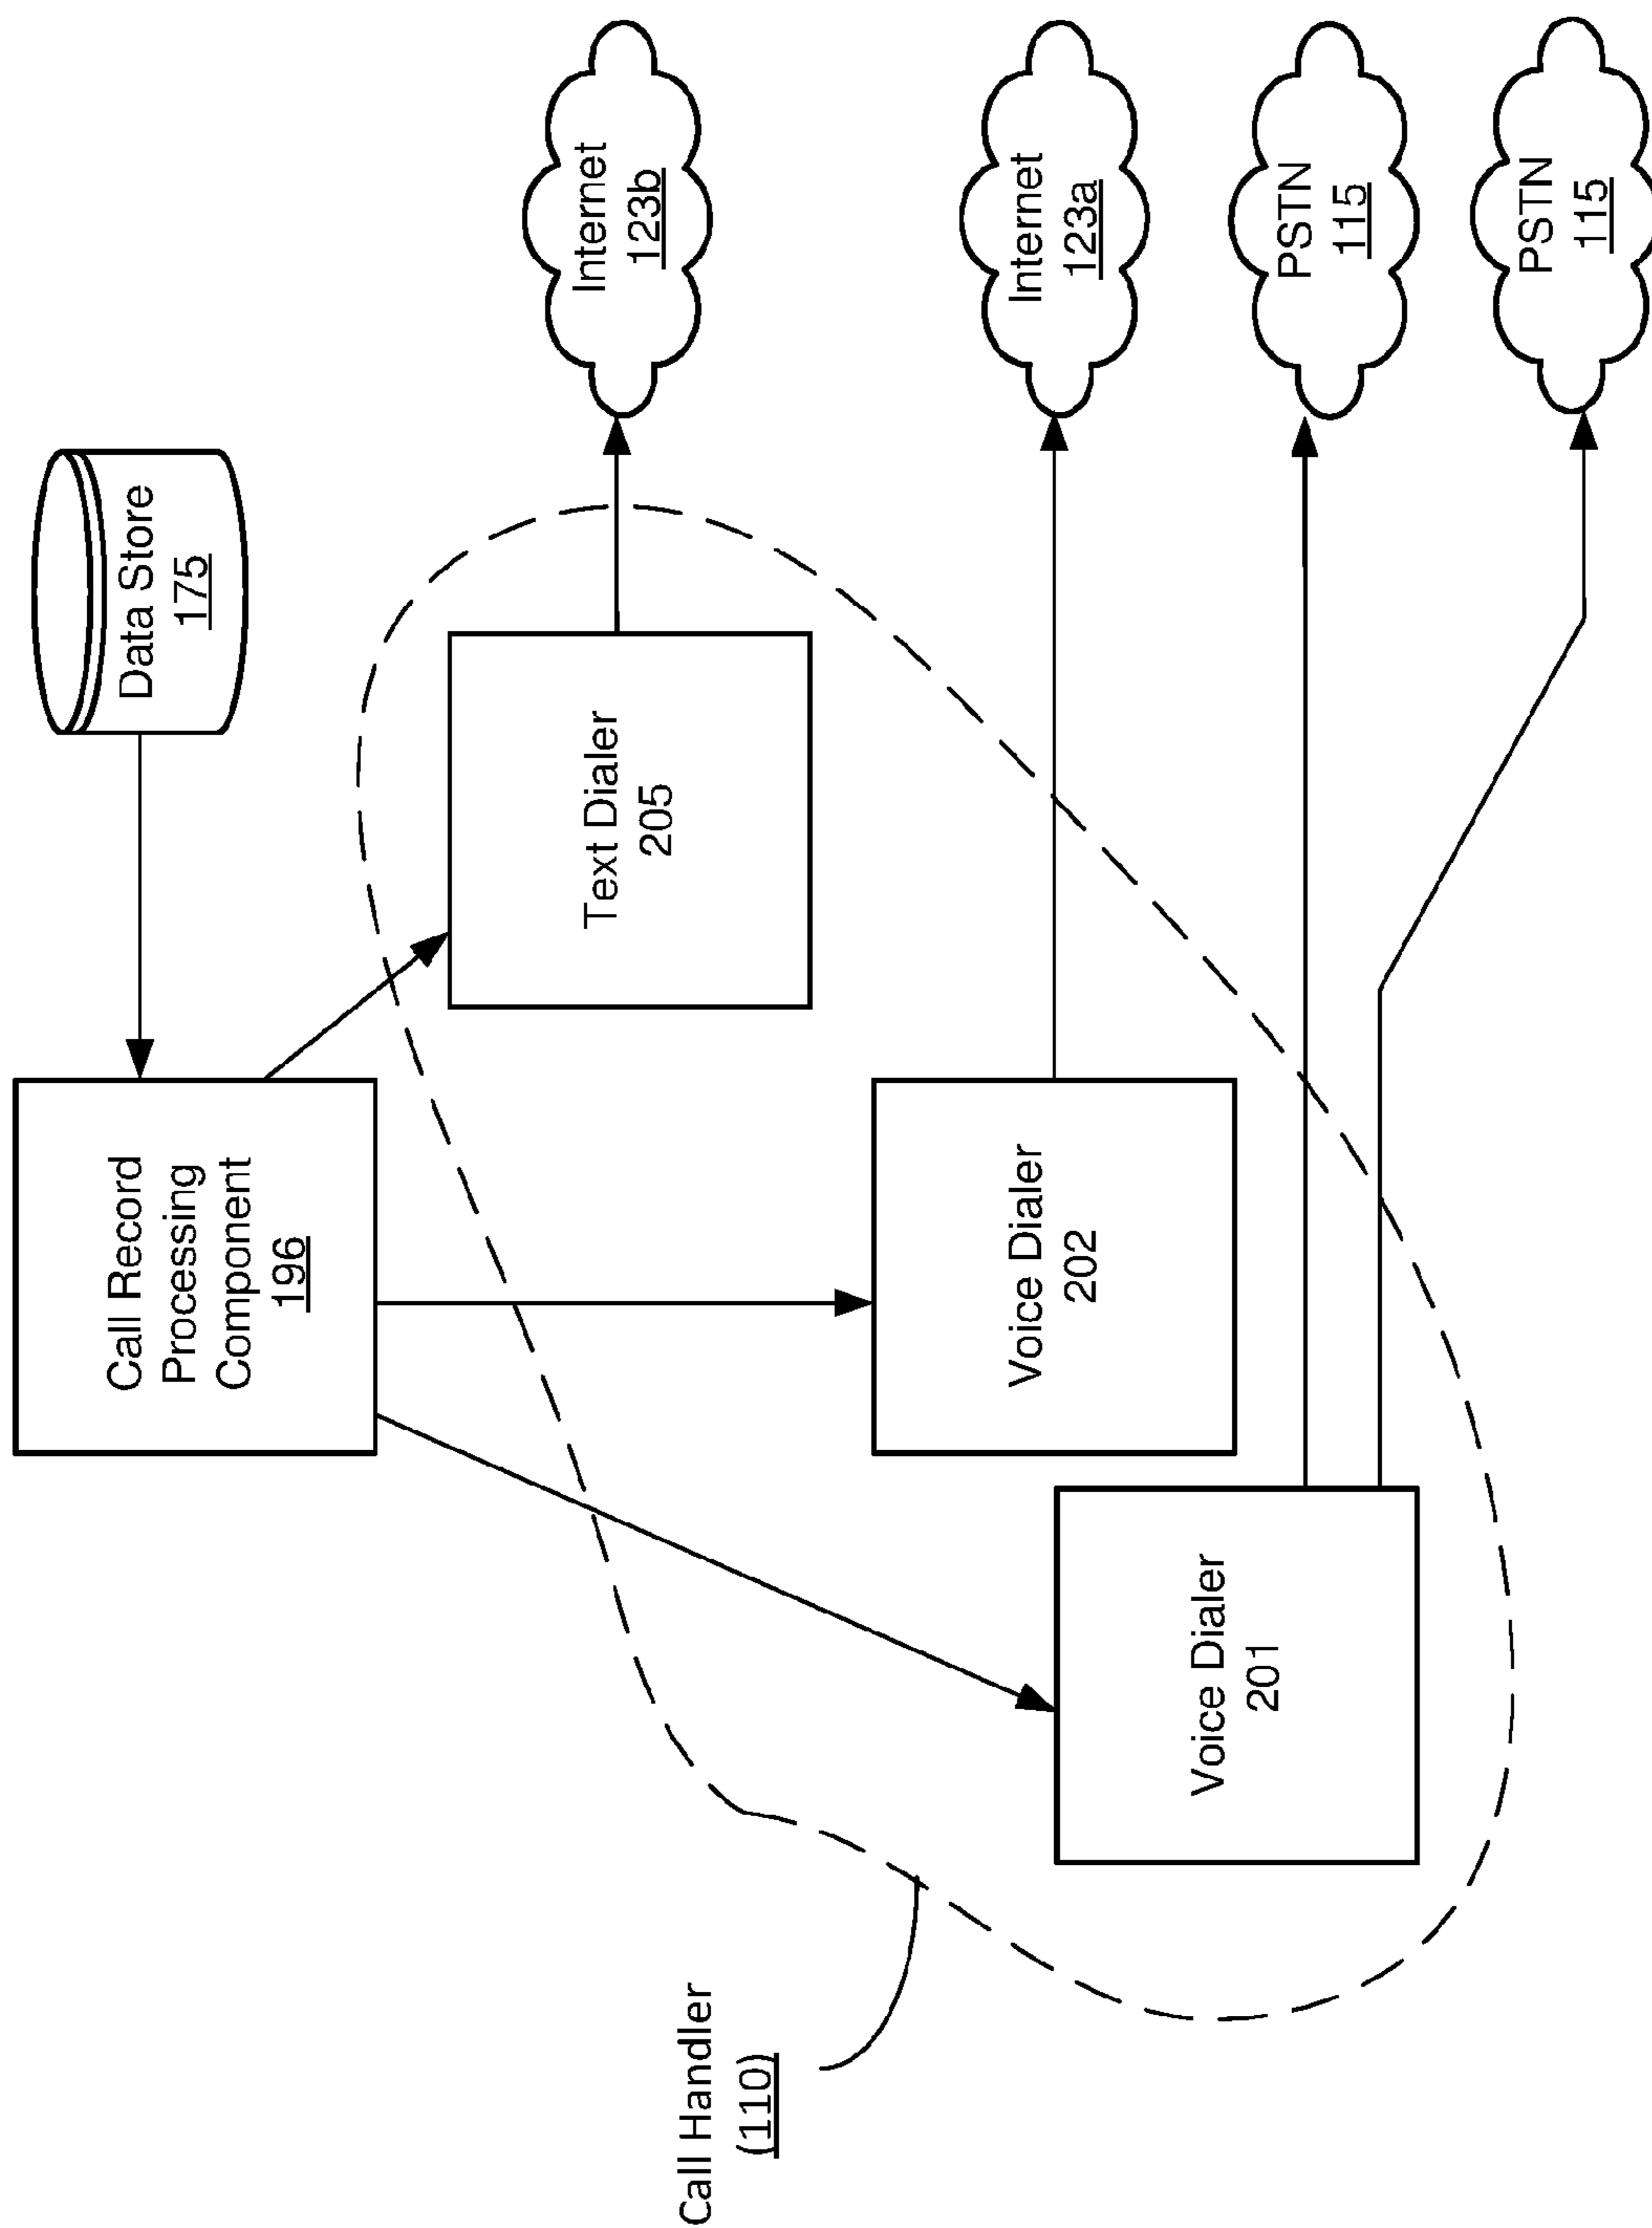 Data Store
175
Call Record
Processing
Component
196
Text Dialer
205
Internet
123b
Voice Dialer
202
Internet
123a
Voice Dialer
201
PSTN
115
PSTN
115
Call Handler
(110)